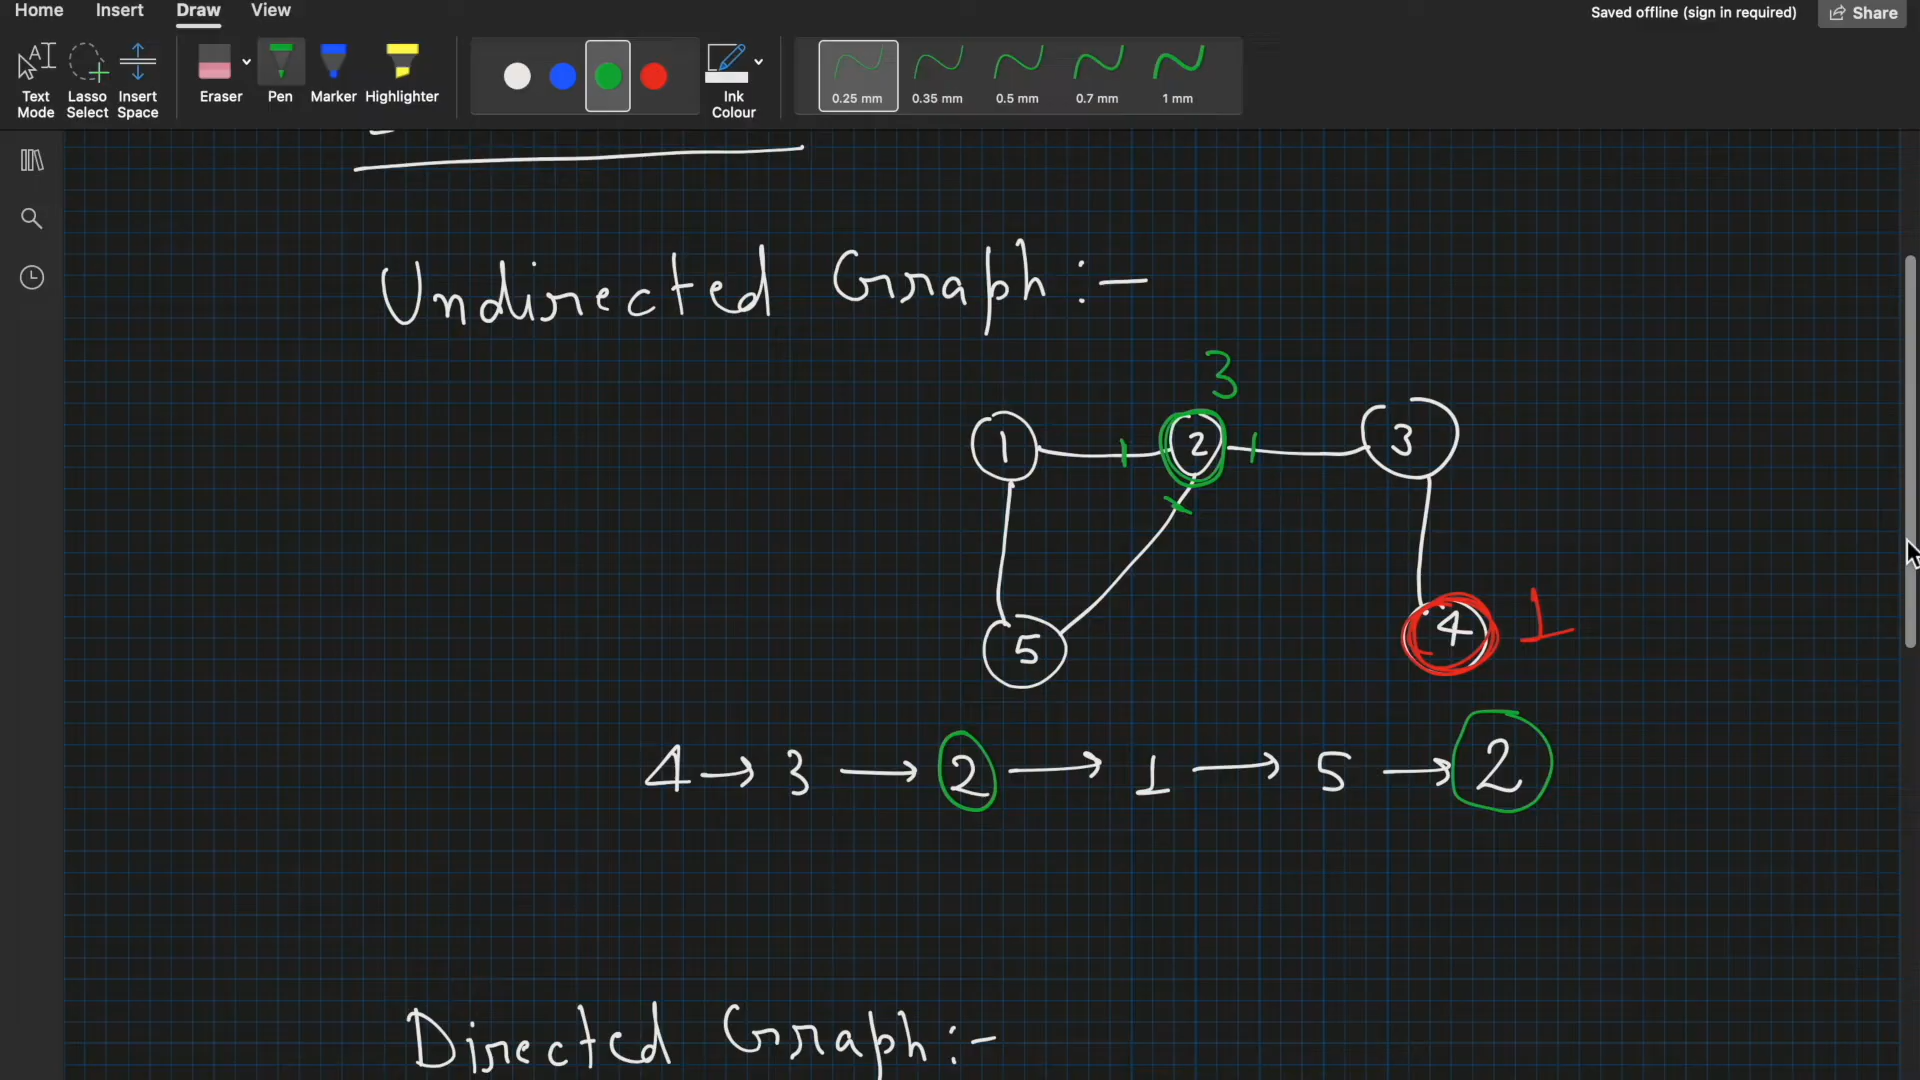 Home Insert Draw View
Saved offline (sign in required) Share
Text Mode
Lasso Select
Insert Space
Eraser
Pen
Marker
Highlighter
Ink Colour
0.25 mm
0.35 mm
0.5 mm
0.7 mm
1 mm
Undirected Graph :-
3
1 2 3
5 4 1
4 → 3 → 2 → 1 → 5 → 2
Directed Graph :-